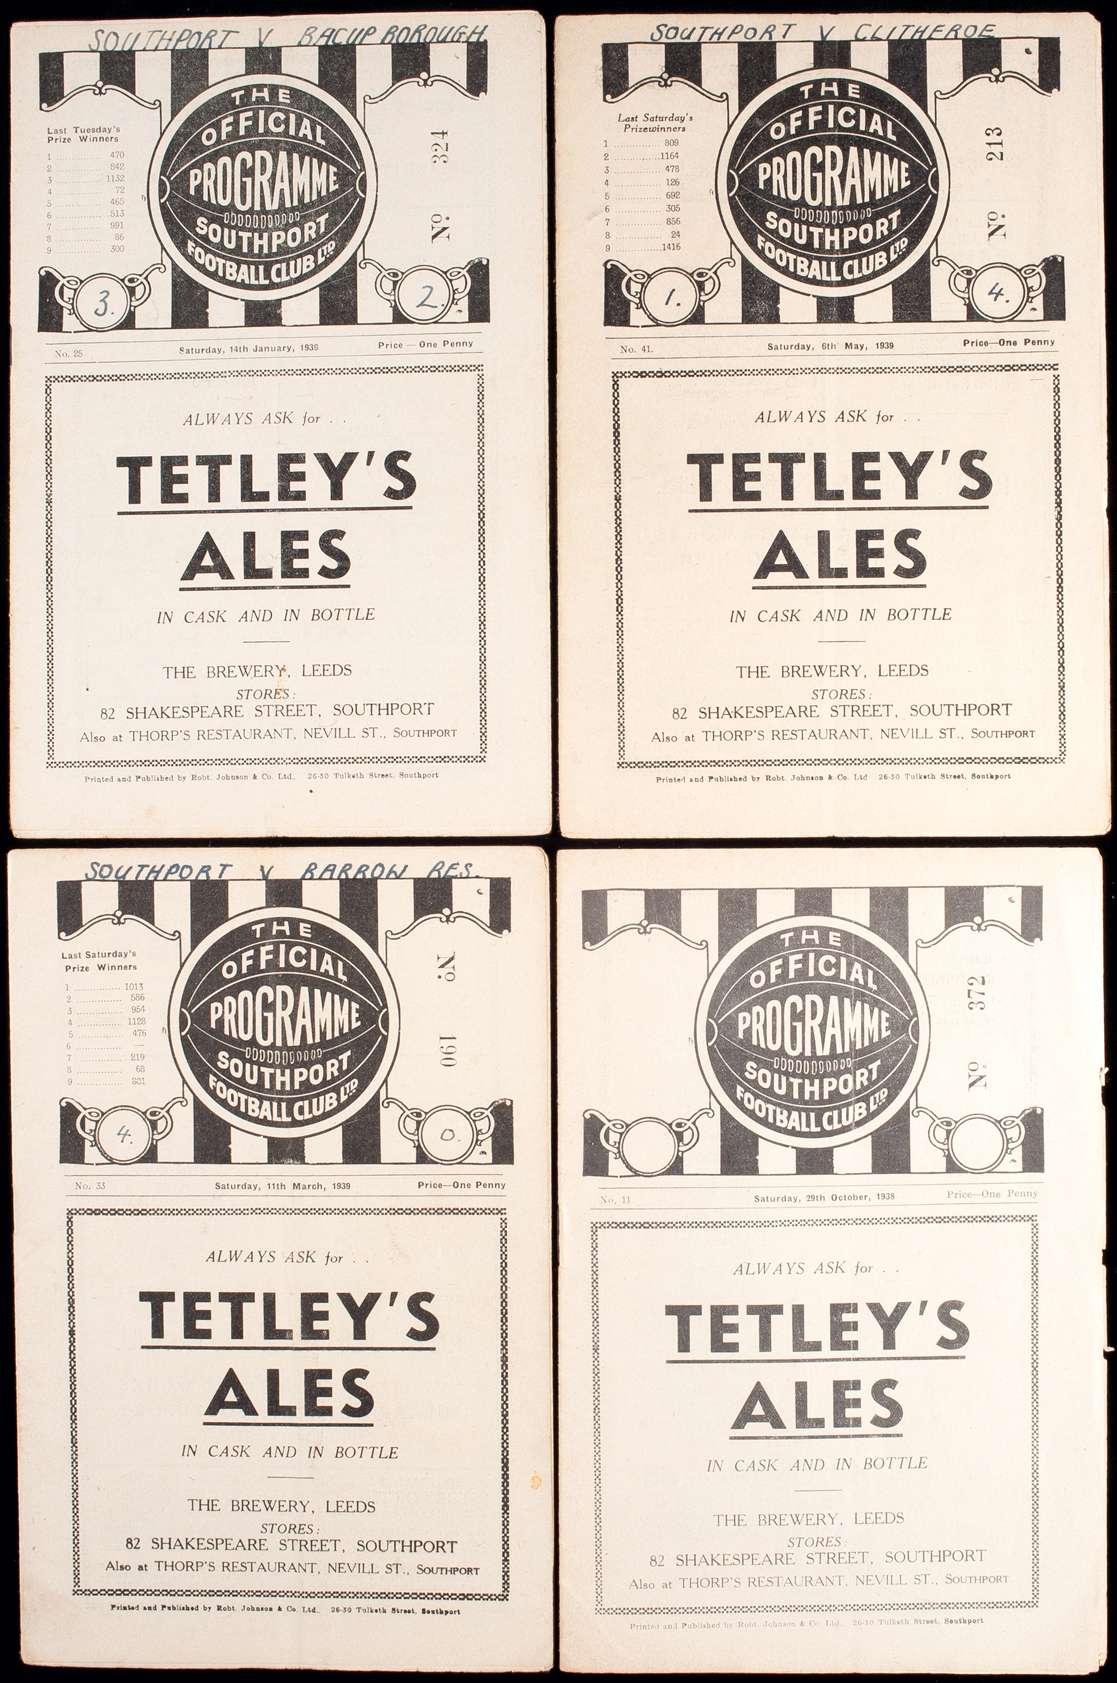 SOUTHPORT V BACUP BOROUGH
THE
OFFICIAL
PROGRAMME
SOUTHPORT
FOOTBALL CLUB LTD
Last Tuesday's
Prize Winners
1 ............ 470
2 ............ 842
3 ............ 1132
4 ............ 72
5 ............ 465
6 ............ 513
7 ............ 991
8 ............ 86
9 ............ 300
No. 324
3.
2.
No. 25
Saturday, 14th January, 1939
Price — One Penny
ALWAYS ASK for . .
TETLEY'S
ALES
IN CASK AND IN BOTTLE
THE BREWERY, LEEDS
STORES:
82 SHAKESPEARE STREET, SOUTHPORT
Also at THORP'S RESTAURANT, NEVILL ST., SOUTHPORT
Printed and Published by Robt. Johnson & Co. Ltd., 26-30 Tulketh Street, Southport
SOUTHPORT V CLITHEROE
THE
OFFICIAL
PROGRAMME
SOUTHPORT
FOOTBALL CLUB LTD
Last Saturday's
Prizewinners
1 ............ 809
2 ............ 1164
3 ............ 478
4 ............ 126
5 ............ 692
6 ............ 305
7 ............ 856
8 ............ 24
9 ............ 1416
No. 213
1.
4.
No. 41.
Saturday, 6th May, 1939
Price—One Penny
ALWAYS ASK for . .
TETLEY'S
ALES
IN CASK AND IN BOTTLE
THE BREWERY, LEEDS
STORES:
82 SHAKESPEARE STREET, SOUTHPORT
Also at THORP'S RESTAURANT, NEVILL ST., SOUTHPORT
Printed and Published by Robt. Johnson & Co. Ltd 26-30 Tulketh Street, Southport
SOUTHPORT V BARROW RES.
THE
OFFICIAL
PROGRAMME
SOUTHPORT
FOOTBALL CLUB LTD
Last Saturday's
Prize Winners
1 ............ 1013
2 ............ 586
3 ............ 954
4 ............ 1128
5 ............ 476
6 ............ —
7 ............ 219
8 ............ 68
9 ............ 801
No 190
4.
0.
No. 33
Saturday, 11th March, 1939
Price—One Penny
ALWAYS ASK for . .
TETLEY'S
ALES
IN CASK AND IN BOTTLE
THE BREWERY, LEEDS
STORES:
82 SHAKESPEARE STREET, SOUTHPORT
Also at THORP'S RESTAURANT, NEVILL ST., SOUTHPORT
Printed and Published by Robt. Johnson & Co. Ltd., 26-30 Tulketh Street, Southport
THE
OFFICIAL
PROGRAMME
SOUTHPORT
FOOTBALL CLUB LTD
No 372
No. 11
Saturday, 29th October, 1938
Price—One Penny
ALWAYS ASK for . .
TETLEY'S
ALES
IN CASK AND IN BOTTLE
THE BREWERY, LEEDS
STORES:
82 SHAKESPEARE STREET, SOUTHPORT
Also at THORP'S RESTAURANT, NEVILL ST., SOUTHPORT
Printed and Published by Robt. Johnson & Co. Ltd., 26-30 Tulketh Street, Southport